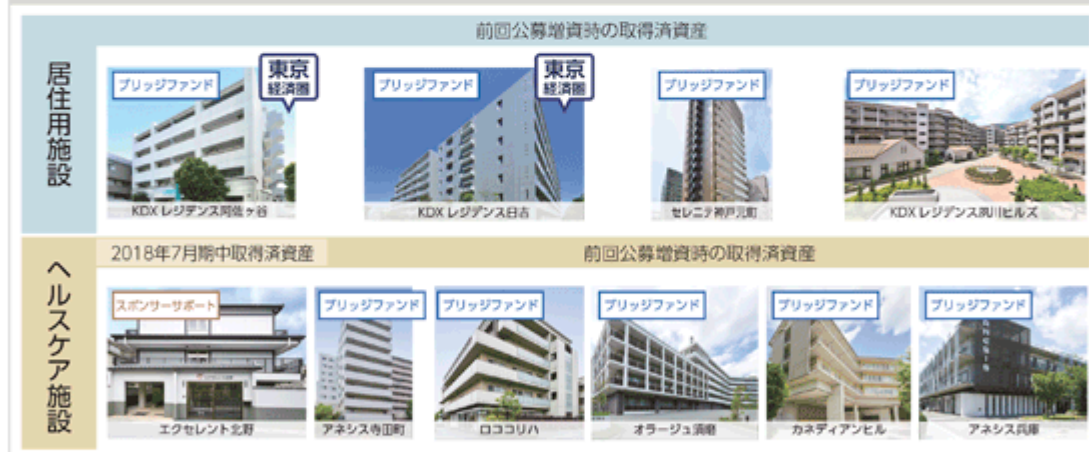 前回公募増資時の取得済資産
居住用施設
ブリッジファンド
東京
経済圏
KDX レジデンス阿佐ヶ谷
ブリッジファンド
東京
経済圏
KDX レジデンス日吉
ブリッジファンド
セレニテ神戸元町
ブリッジファンド
KDX レジデンス夙川ヒルズ
2018年7月期中取得済資産
前回公募増資時の取得済資産
ヘルスケア施設
スポンサーサポート
エクセレント北野
ブリッジファンド
アネシス寺田町
ブリッジファンド
ロココリハ
ブリッジファンド
オラージュ須磨
ブリッジファンド
カネディアンヒル
ブリッジファンド
アネシス兵庫